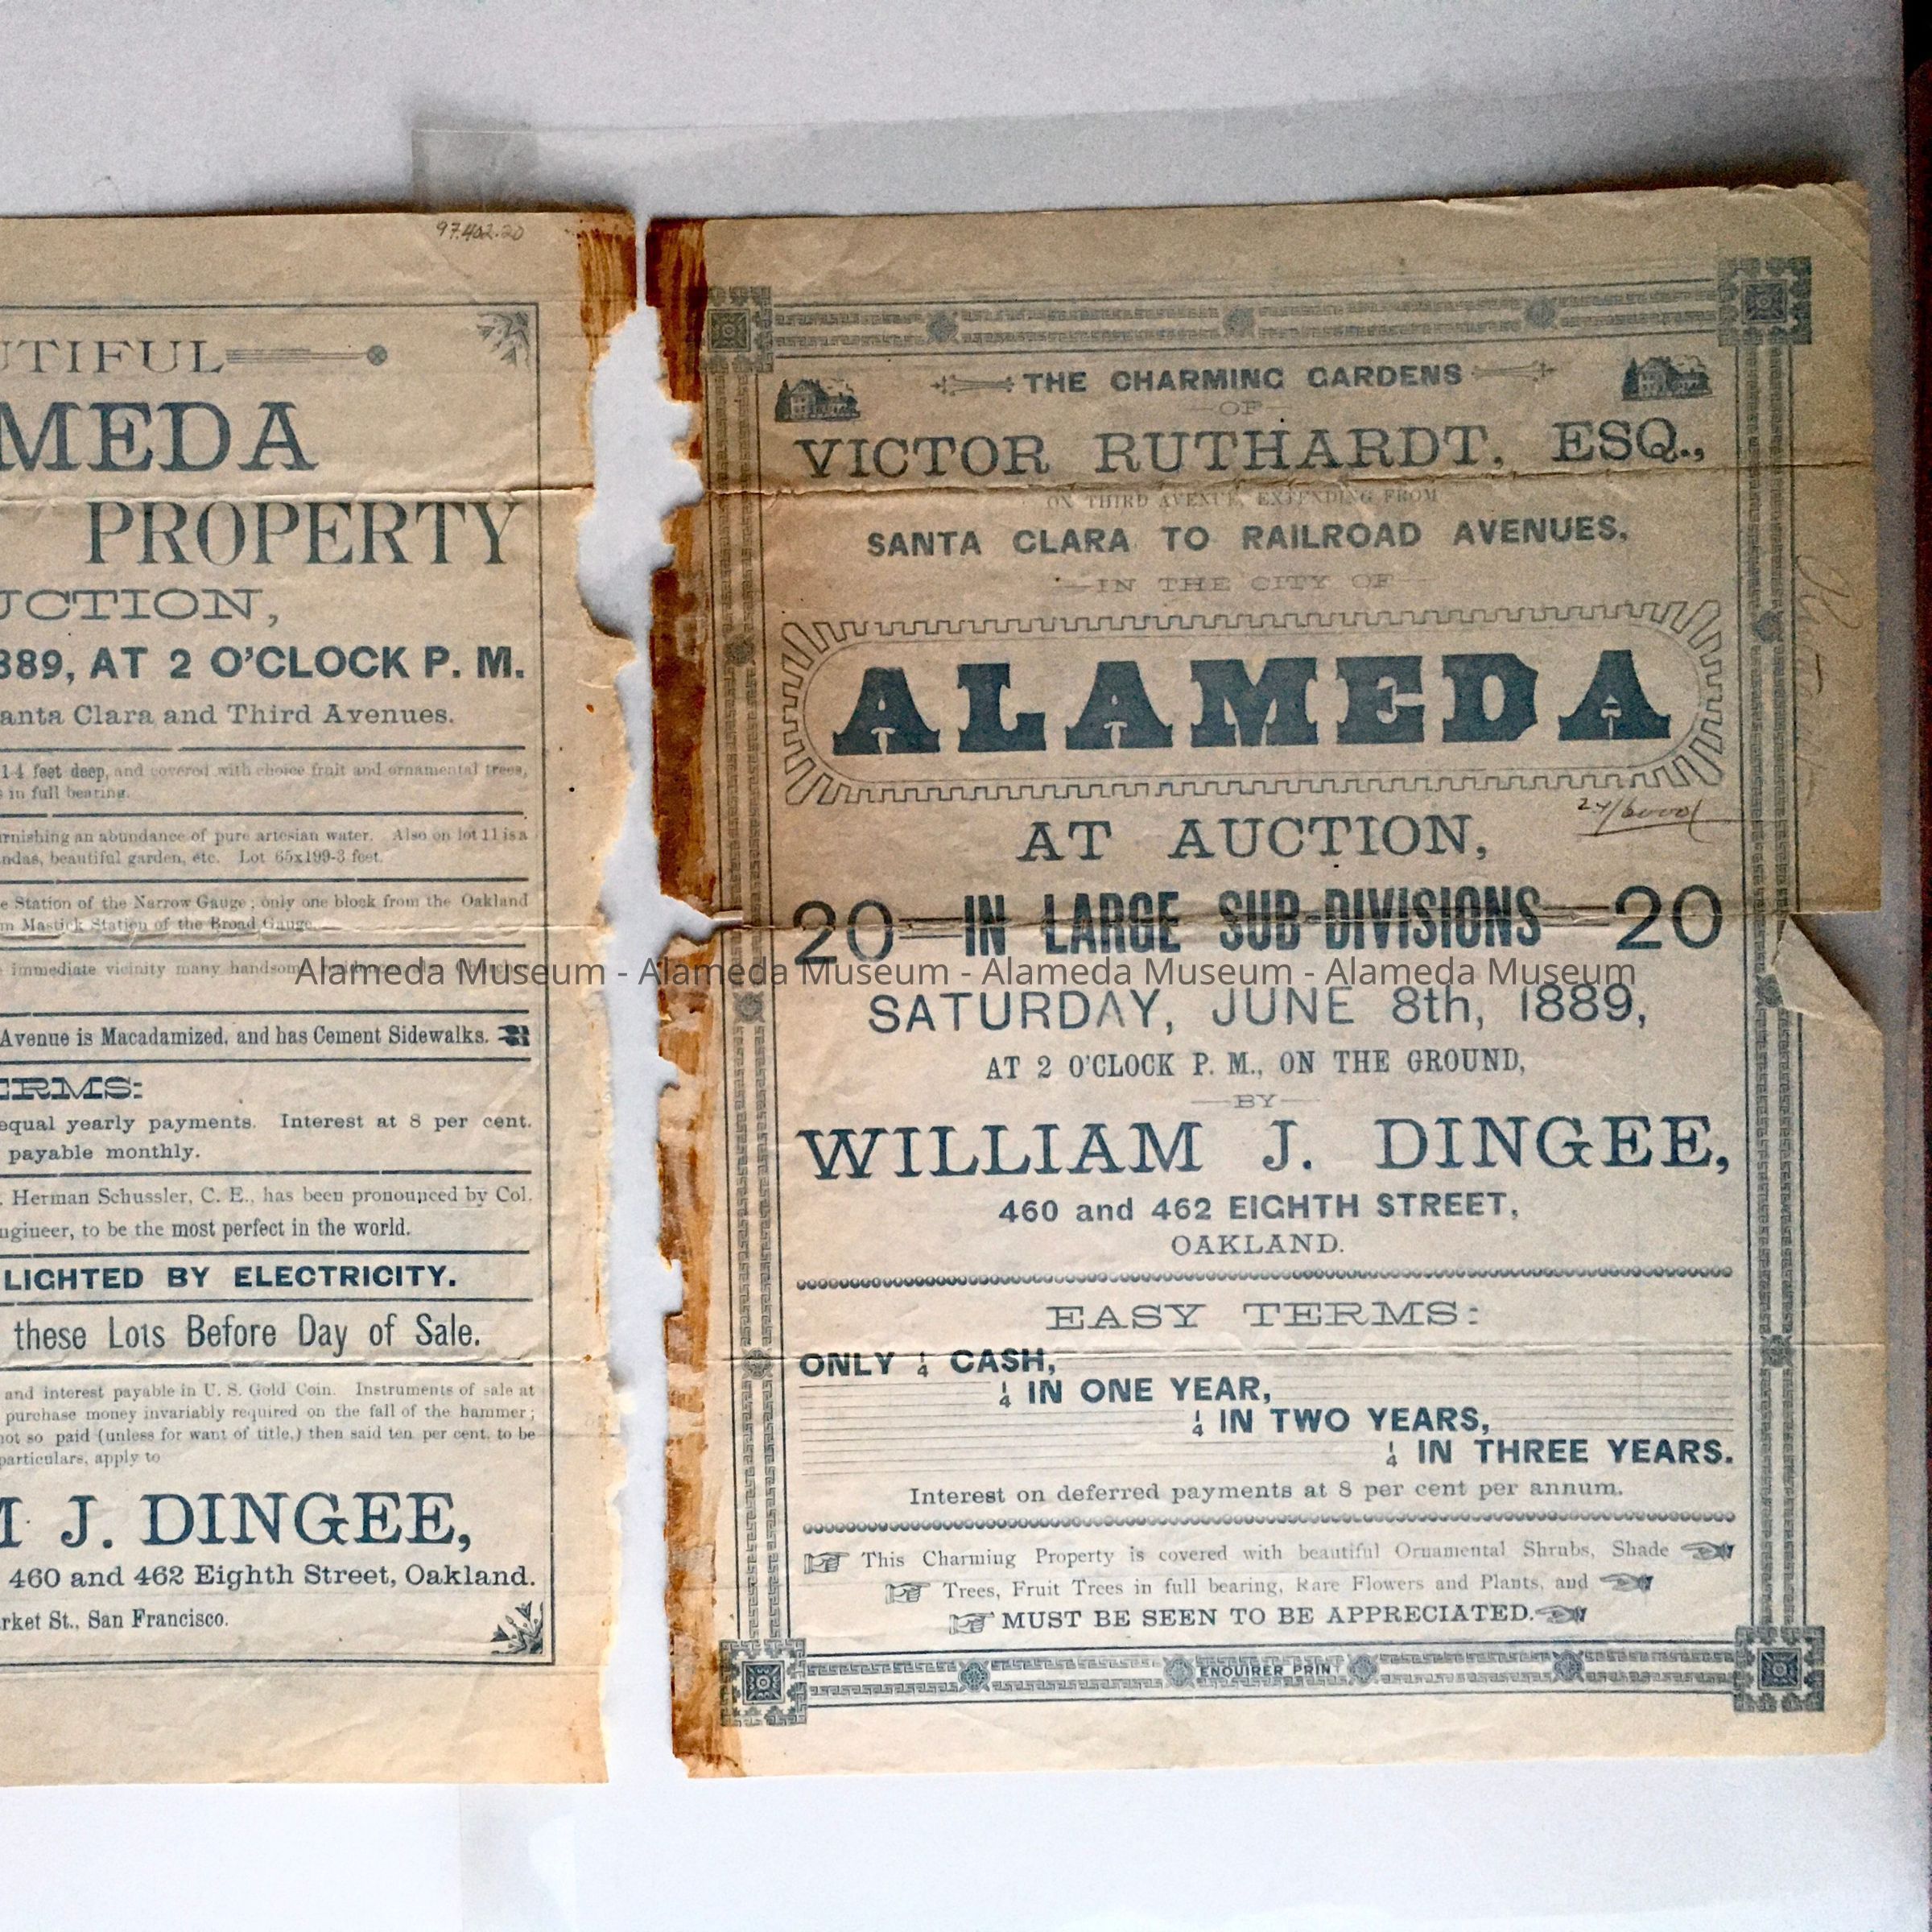 97.402.20
UTIFUL
MEDA
PROPERTY
UCTION,
889, AT 2 O'CLOCK P. M.
anta Clara and Third Avenues.
14 feet deep, and covered with choice fruit and ornamental trees,
in full bearing.
urnishing an abundance of pure artesian water. Also on lot 11 is a
ndas, beautiful garden, etc. Lot 65x199-3 feet.
e Station of the Narrow Gauge; only one block from the Oakland
m Mastick Station of the Broad Gauge.
immediate vicinity many handsome
Avenue is Macadamized, and has Cement Sidewalks.
ERMS:
equal yearly payments. Interest at 8 per cent.
payable monthly.
. Herman Schussler, C. E., has been pronounced by Col.
ngineer, to be the most perfect in the world.
LIGHTED BY ELECTRICITY.
these Lots Before Day of Sale.
and interest payable in U. S. Gold Coin. Instruments of sale at
purchase money invariably required on the fall of the hammer;
not so paid (unless for want of title,) then said ten per cent. to be
particulars, apply to
M J. DINGEE,
460 and 462 Eighth Street, Oakland.
rket St., San Francisco.
THE CHARMING GARDENS
OF
VICTOR RUTHARDT, ESQ.,
ON THIRD AVENUE, EXTENDING FROM
SANTA CLARA TO RAILROAD AVENUES,
IN THE CITY OF
ALAMEDA
AT AUCTION,
20 IN LARGE SUB-DIVISIONS 20
SATURDAY, JUNE 8th, 1889,
AT 2 O'CLOCK P. M., ON THE GROUND,
BY
WILLIAM J. DINGEE,
460 and 462 EIGHTH STREET,
OAKLAND.
EASY TERMS:
ONLY 1/4 CASH,
1/4 IN ONE YEAR,
1/4 IN TWO YEARS,
1/4 IN THREE YEARS.
Interest on deferred payments at 8 per cent per annum.
This Charming Property is covered with beautiful Ornamental Shrubs, Shade
Trees, Fruit Trees in full bearing, Rare Flowers and Plants, and
MUST BE SEEN TO BE APPRECIATED.
ENQUIRER PRINT
Alameda Museum - Alameda Museum - Alameda Museum - Alameda Museum